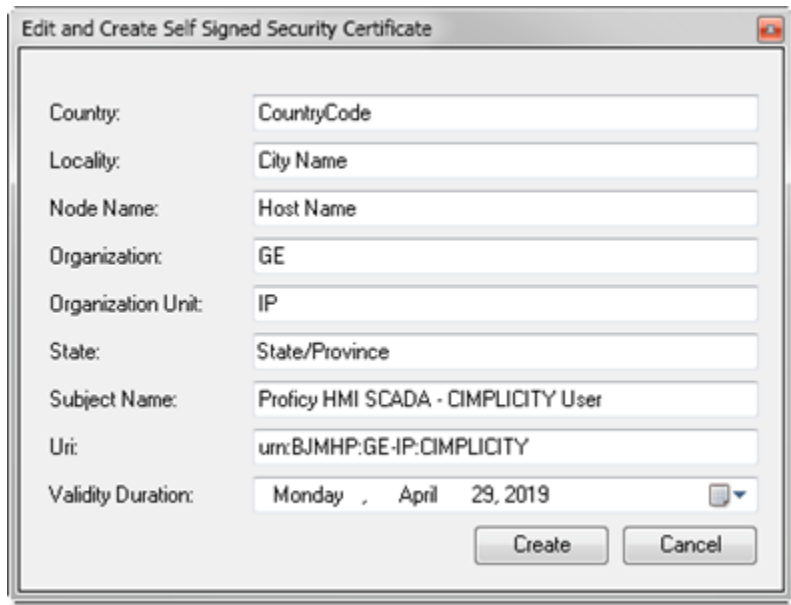 Edit and Create Self Signed Security Certificate
Country: CountryCode
Locality: City Name
Node Name: Host Name
Organization: GE
Organization Unit: IP
State: State/Province
Subject Name: Proficy HMI SCADA - CIMPLICITY User
Uri: urn:BJMHP:GE-IP:CIMPLICITY
Validity Duration: Monday , April 29, 2019
Create Cancel